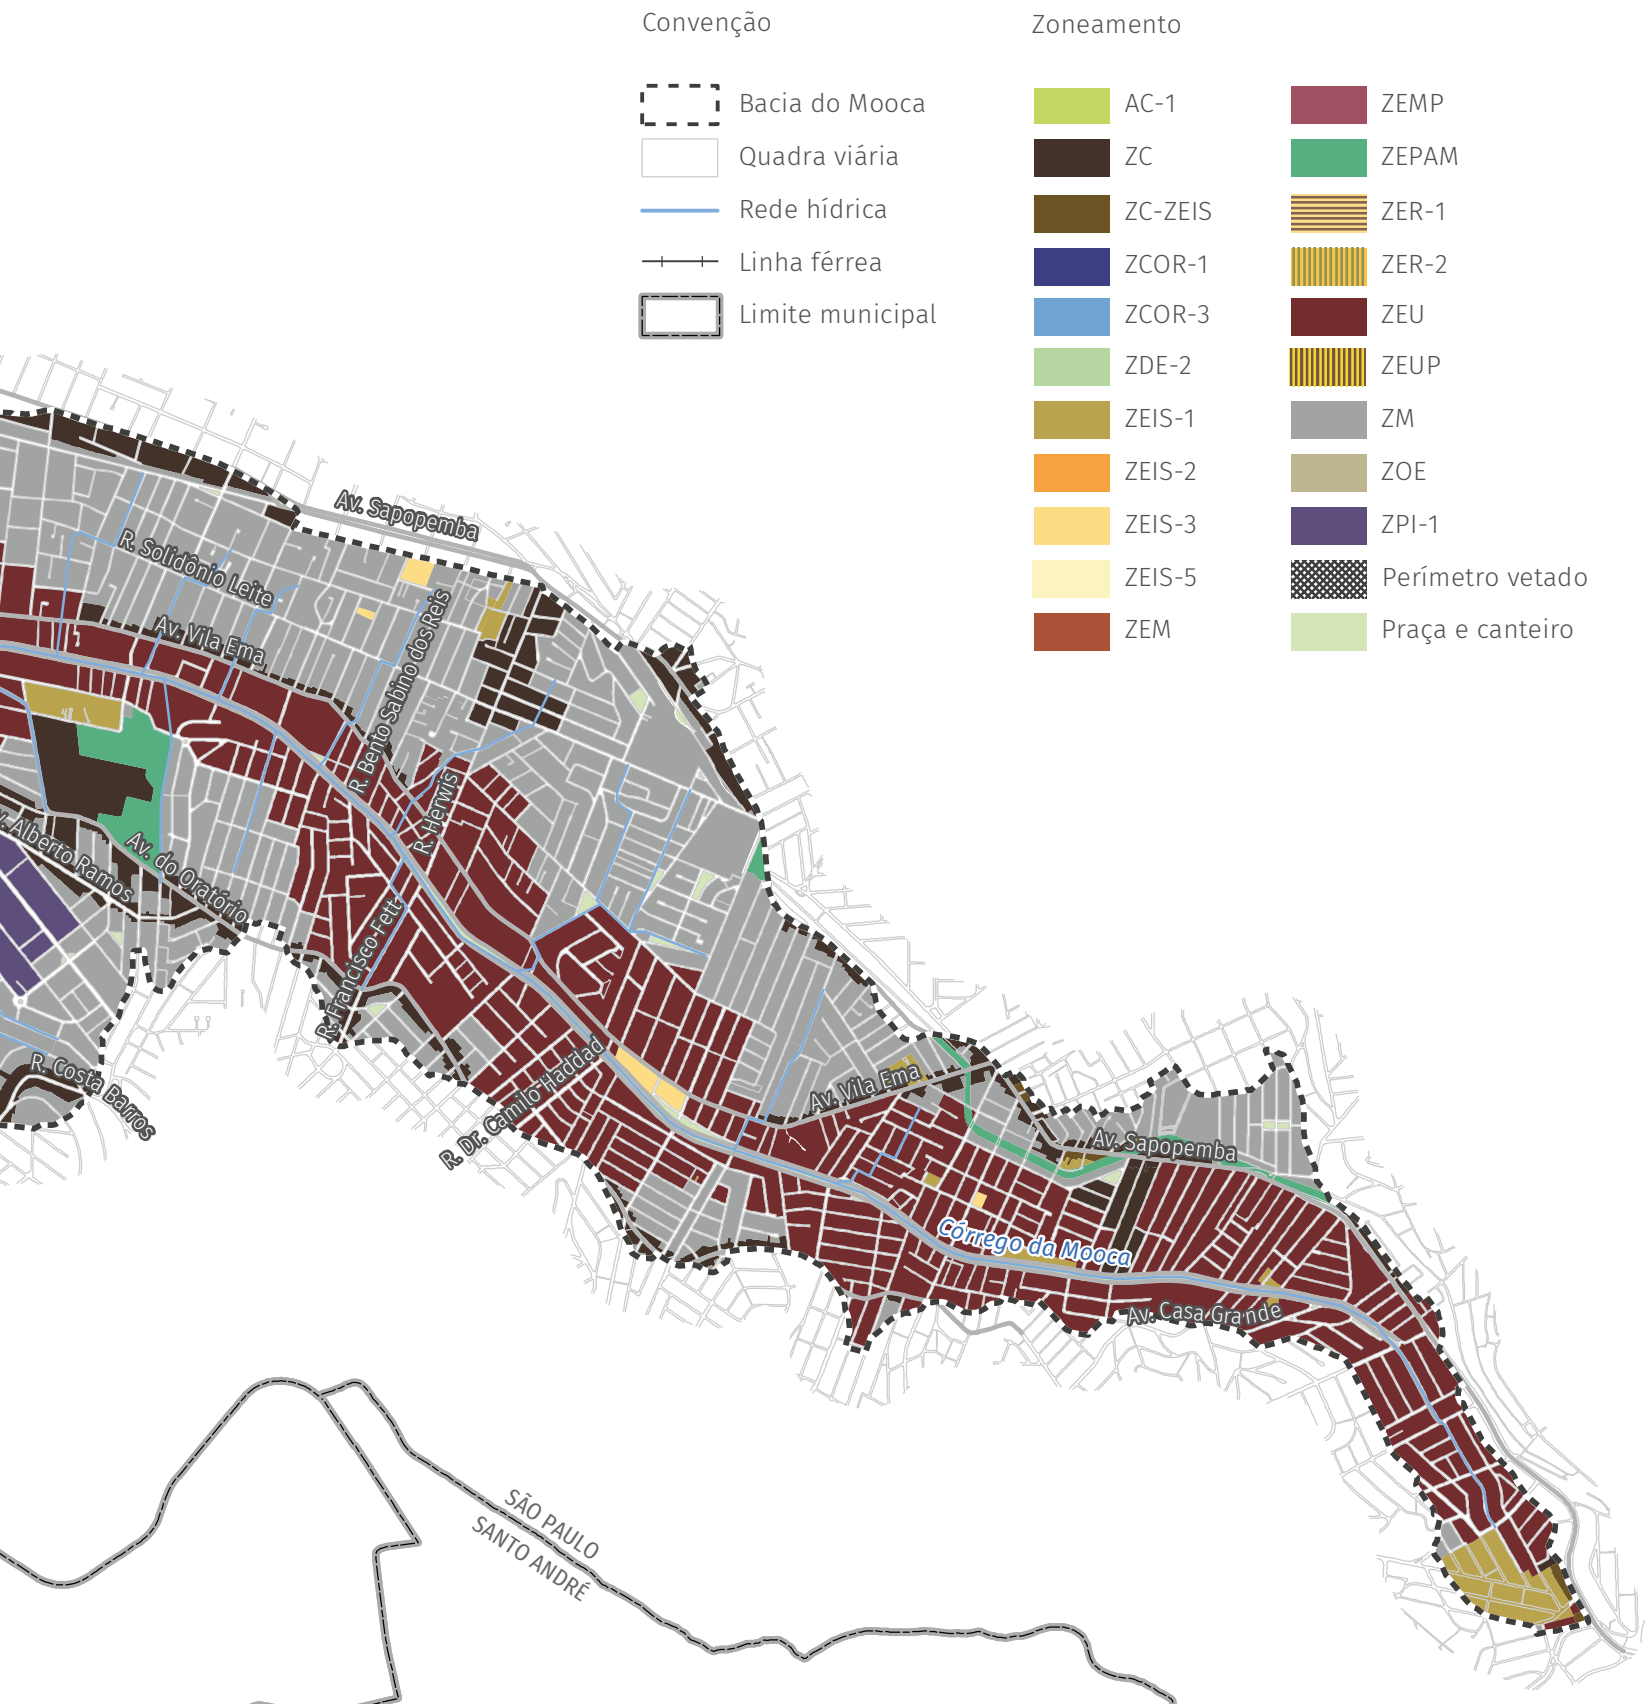 Convenção
Bacia do Mooca
Quadra viária
Rede hídrica
Linha férrea
Limite municipal
Zoneamento
AC-1
ZC
ZC-ZEIS
ZCOR-1
ZCOR-3
ZDE-2
ZEIS-1
ZEIS-2
ZEIS-3
ZEIS-5
ZEM
ZEMP
ZEPAM
ZER-1
ZER-2
ZEU
ZEUP
ZM
ZOE
ZPI-1
Perímetro vetado
Praça e canteiro
Av. Sapopemba
R. Solidônio Leite
Av. Vila Ema
R. Bento Sabino dos Reis
R. Herwis
Alberto Ramos
Av. do Oratório
R. Francisco Fett
R. Costa Barros
R. Dr. Camilo Haddad
Av. Vila Ema
Av. Sapopemba
Córrego da Mooca
Av. Casa Grande
SÃO PAULO
SANTO ANDRÉ